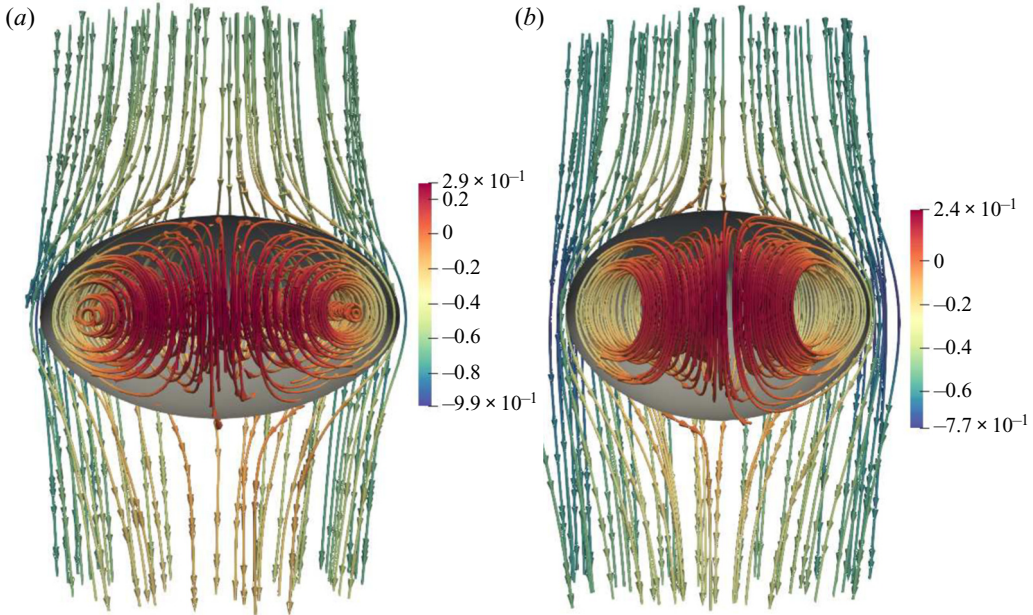 (a)
(b)
2.9 × 10⁻¹
0.2
0
–0.2
–0.4
–0.6
–0.8
–9.9 × 10⁻¹
2.4 × 10⁻¹
0
–0.2
–0.4
–0.6
–7.7 × 10⁻¹